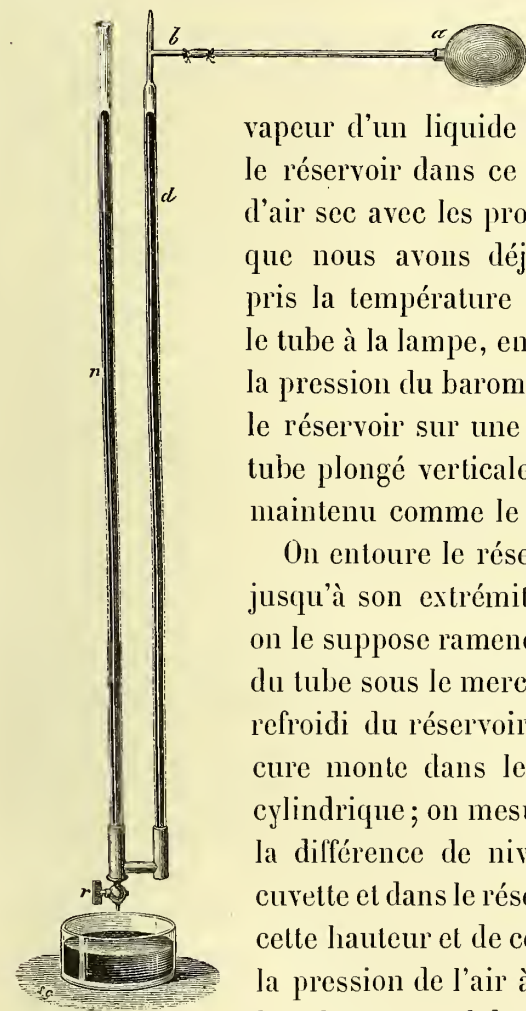 b a
vapeur d'un liquide
le réservoir dans ce
d
d'air sec avec les pro
que nous avons déj
pris la température
n
le tube à la lampe, en
la pression du barom
le réservoir sur une
tube plongé verticale
maintenu comme le
On entoure le rése
jusqu'à son extrémit
on le suppose ramené
du tube sous le merc
refroidi du réservoir
cure monte dans le
cylindrique; on mesu
la différence de niv
r
cuvette et dans le rése
cette hauteur et de ce
la pression de l'air à